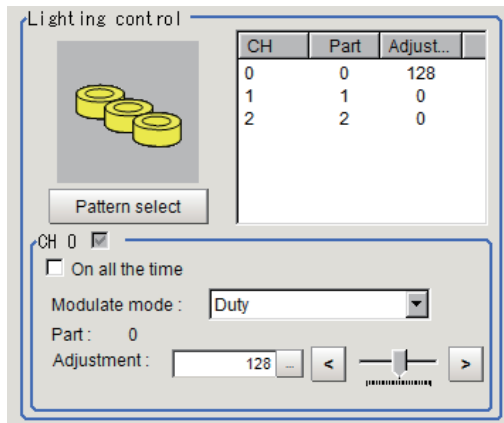 Lighting control
CH Part Adjust...
0 0 128
1 1 0
2 2 0
Pattern select
CH 0
On all the time
Modulate mode : Duty
Part : 0
Adjustment : 128 ... < >